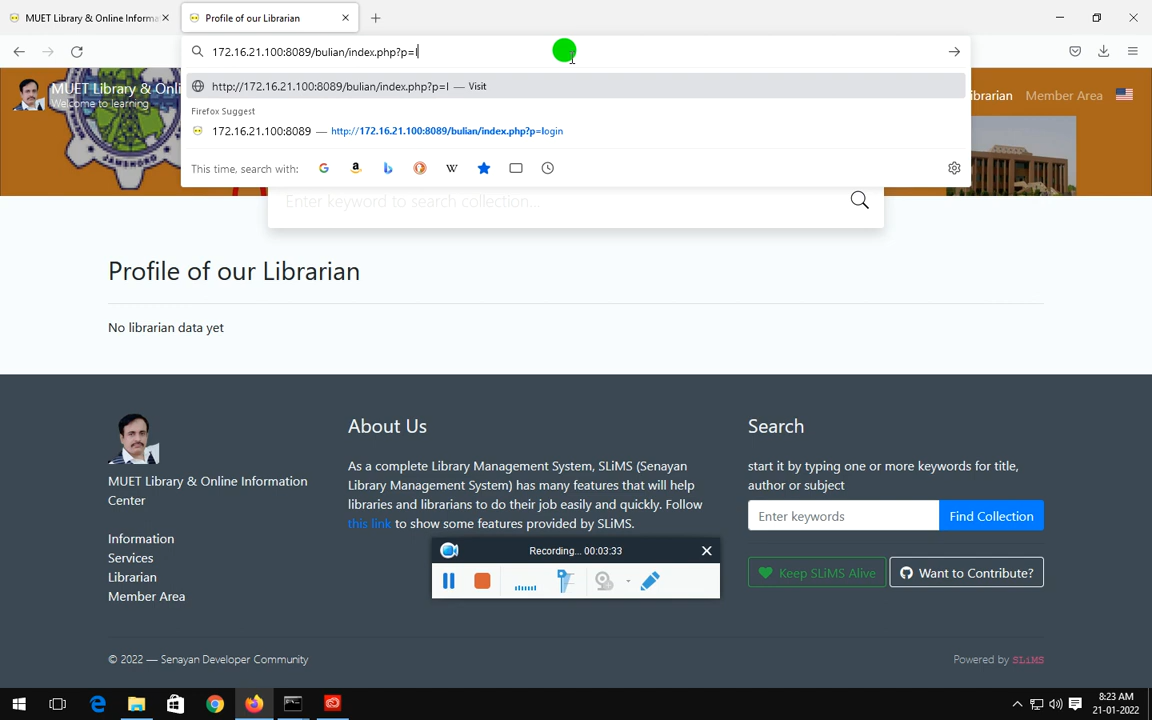 MUET Library & Online Informa
Profile of our Librarian
172.16.21.100:8089/bulian/index.php?p=l
http://172.16.21.100:8089/bulian/index.php?p=l — Visit
Firefox Suggest
172.16.21.100:8089 — http://172.16.21.100:8089/bulian/index.php?p=login
This time, search with:
MUET Library & Onli
Welcome to learning
ibrarian
Member Area
JAMSHORO
Enter keyword to search collection...
Profile of our Librarian
No librarian data yet
MUET Library & Online Information
Center
Information
Services
Librarian
Member Area
About Us
As a complete Library Management System, SLiMS (Senayan
Library Management System) has many features that will help
libraries and librarians to do their job easily and quickly. Follow
this link to show some features provided by SLiMS.
Search
start it by typing one or more keywords for title,
author or subject
Enter keywords
Find Collection
Keep SLiMS Alive
Want to Contribute?
Recording... 00:03:33
© 2022 — Senayan Developer Community
Powered by SLiMS
8:23 AM
21-01-2022